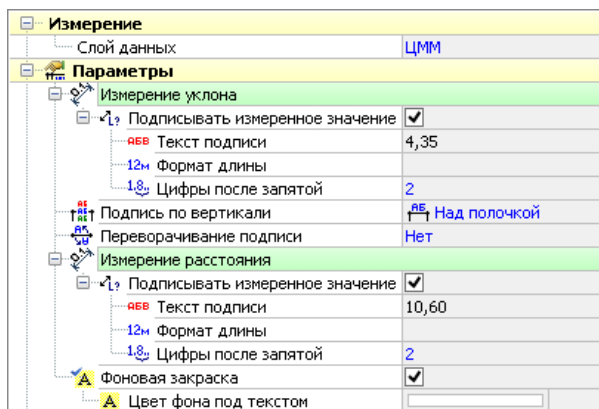 Измерение
Слой данных ЦММ
Параметры
Измерение уклона
Подписывать измеренное значение
АБВ Текст подписи 4,35
12м Формат длины
1,8.. Цифры после запятой 2
Подпись по вертикали АБ Над полочкой
Переворачивание подписи Нет
Измерение расстояния
Подписывать измеренное значение
АБВ Текст подписи 10,60
12м Формат длины
1,8.. Цифры после запятой 2
А Фоновая закраска
А Цвет фона под текстом